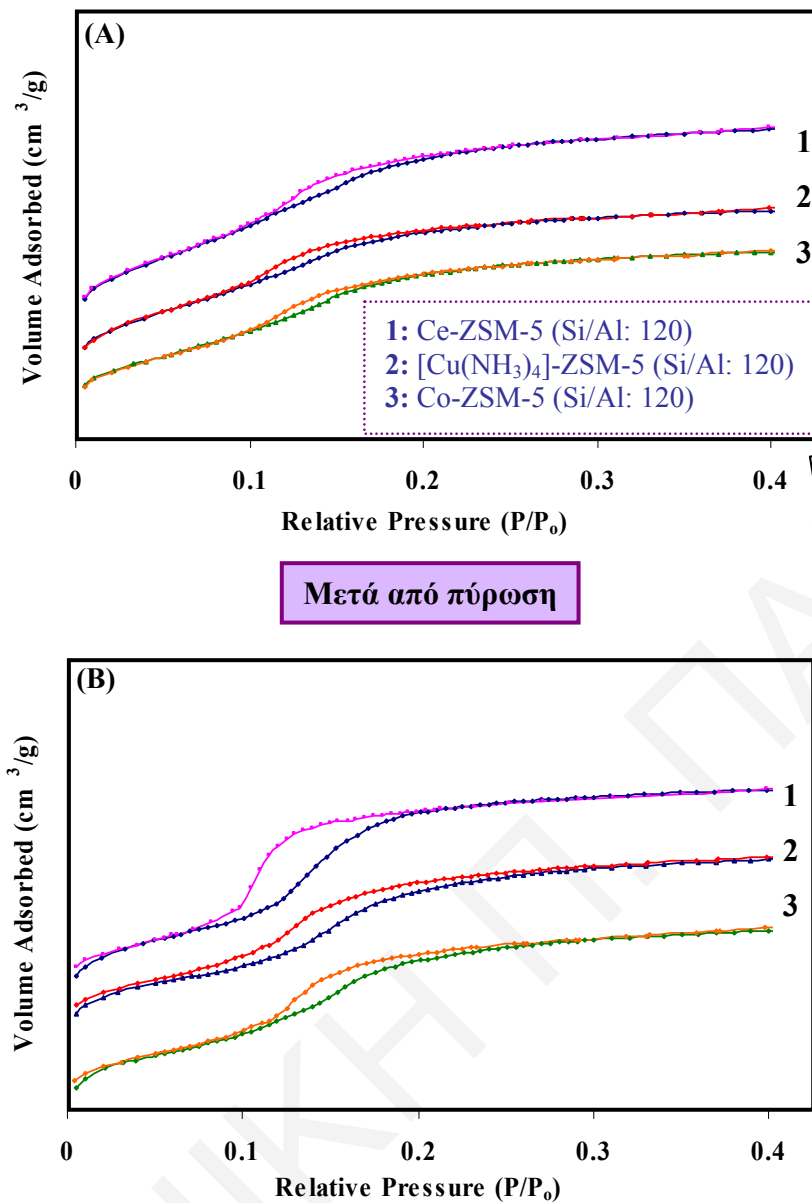 (A)
Volume Adsorbed (cm ³/g)
1
2
3
1: Ce-ZSM-5 (Si/Al: 120)
2: [Cu(NH₃)₄]-ZSM-5 (Si/Al: 120)
3: Co-ZSM-5 (Si/Al: 120)
0 0.1 0.2 0.3 0.4
Relative Pressure (P/Pₒ)
Μετά από πύρωση
(B)
Volume Adsorbed (cm ³/g)
1
2
3
0 0.1 0.2 0.3 0.4
Relative Pressure (P/Pₒ)